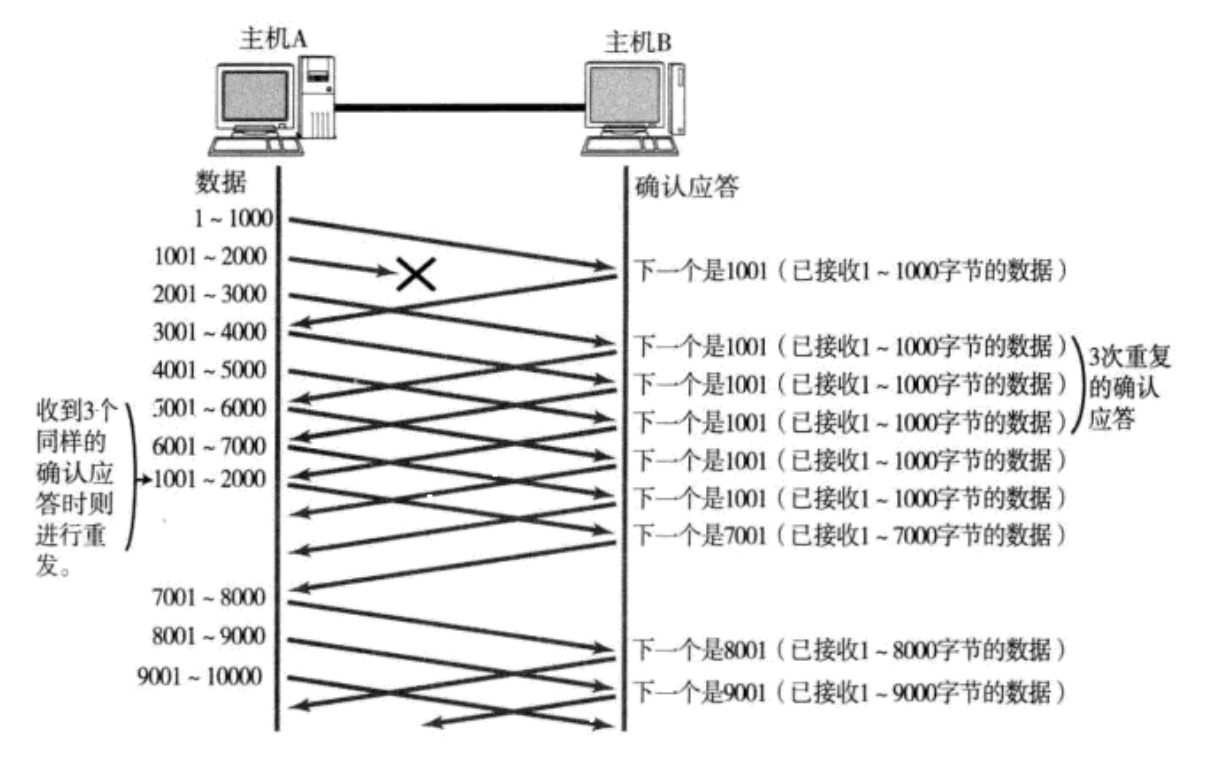 主机A
主机B
数据
确认应答
1~1000
1001~2000
下一个是1001（已接收1~1000字节的数据）
2001~3000
3001~4000
下一个是1001（已接收1~1000字节的数据）
4001~5000
下一个是1001（已接收1~1000字节的数据）
5001~6000
下一个是1001（已接收1~1000字节的数据）
3次重复
的确认
应答
6001~7000
下一个是1001（已接收1~1000字节的数据）
1001~2000
下一个是1001（已接收1~1000字节的数据）
收到3个
同样的
确认应
答时则
进行重
发。
下一个是7001（已接收1~7000字节的数据）
7001~8000
8001~9000
下一个是8001（已接收1~8000字节的数据）
9001~10000
下一个是9001（已接收1~9000字节的数据）